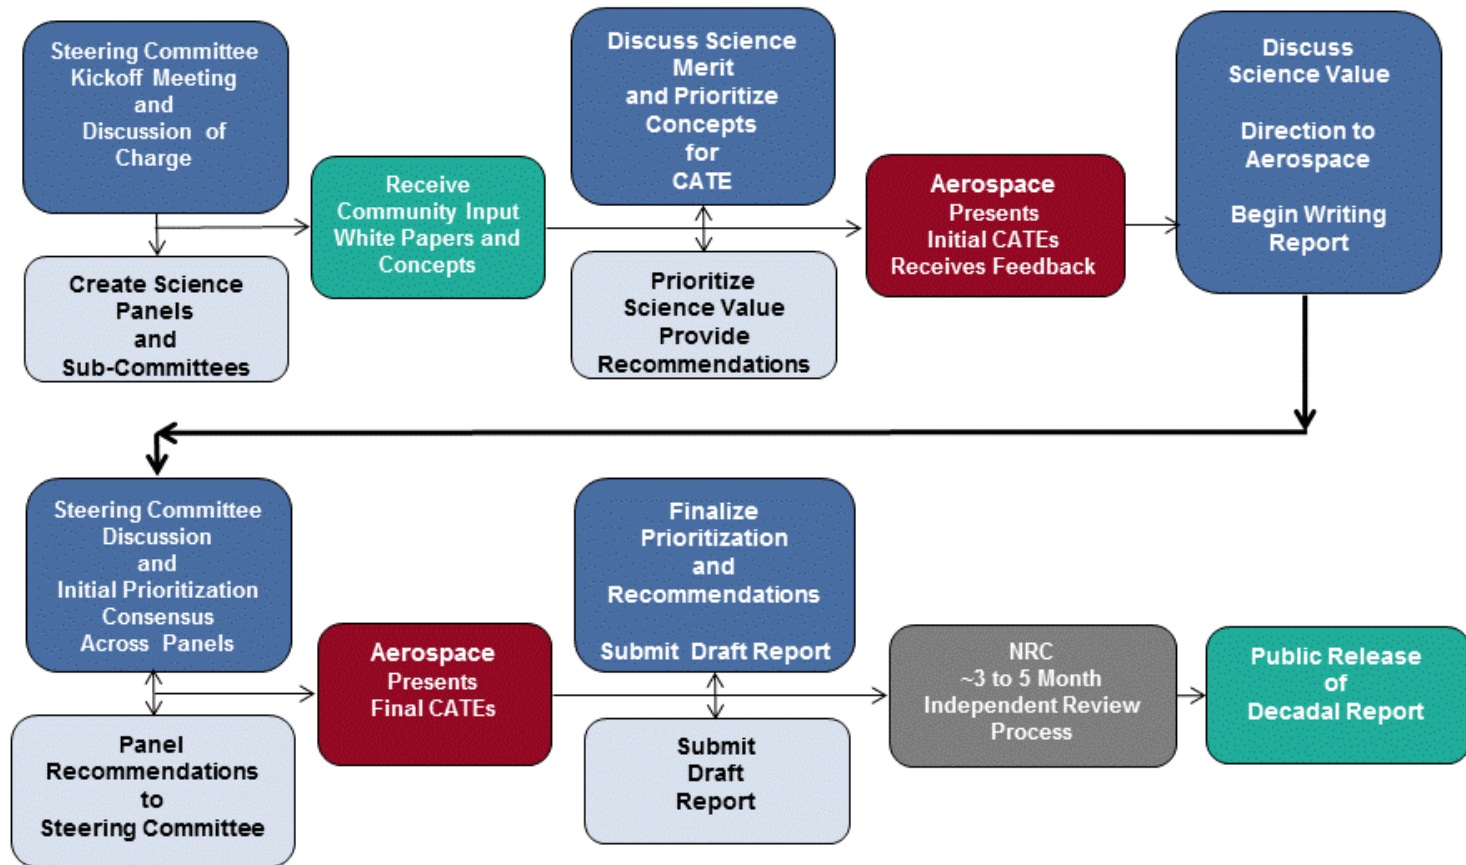 Steering Committee
Kickoff Meeting
and
Discussion of
Charge
Create Science
Panels
and
Sub-Committees
Receive
Community Input
White Papers and
Concepts
Discuss Science
Merit
and Prioritize
Concepts
for
CATE
Prioritize
Science Value
Provide
Recommendations
Aerospace
Presents
Initial CATEs
Receives Feedback
Discuss
Science Value
Direction to
Aerospace
Begin Writing
Report
Steering Committee
Discussion
and
Initial Prioritization
Consensus
Across Panels
Panel
Recommendations
to
Steering Committee
Aerospace
Presents
Final CATEs
Finalize
Prioritization
and
Recommendations
Submit Draft Report
Submit
Draft
Report
NRC
~3 to 5 Month
Independent Review
Process
Public Release
of
Decadal Report